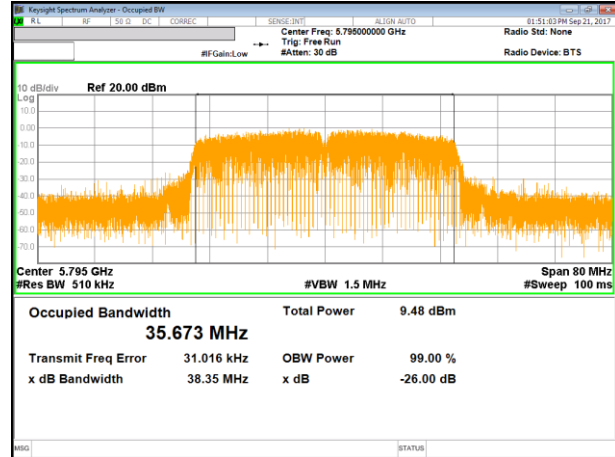 Keysight Spectrum Analyzer - Occupied BW
RL RF 50 Ω DC CORREC SENSE:INT ALIGN AUTO 01:51:03 PM Sep 21, 2017
Center Freq: 5.795000000 GHz Radio Std: None
Trig: Free Run
#IFGain:Low #Atten: 30 dB Radio Device: BTS
10 dB/div Ref 20.00 dBm
Log
10.0
0.00
-10.0
-20.0
-30.0
-40.0
-50.0
-60.0
-70.0
Center 5.795 GHz Span 80 MHz
#Res BW 510 kHz #VBW 1.5 MHz #Sweep 100 ms
Occupied Bandwidth Total Power 9.48 dBm
35.673 MHz
Transmit Freq Error 31.016 kHz OBW Power 99.00 %
x dB Bandwidth 38.35 MHz x dB -26.00 dB
MSG STATUS